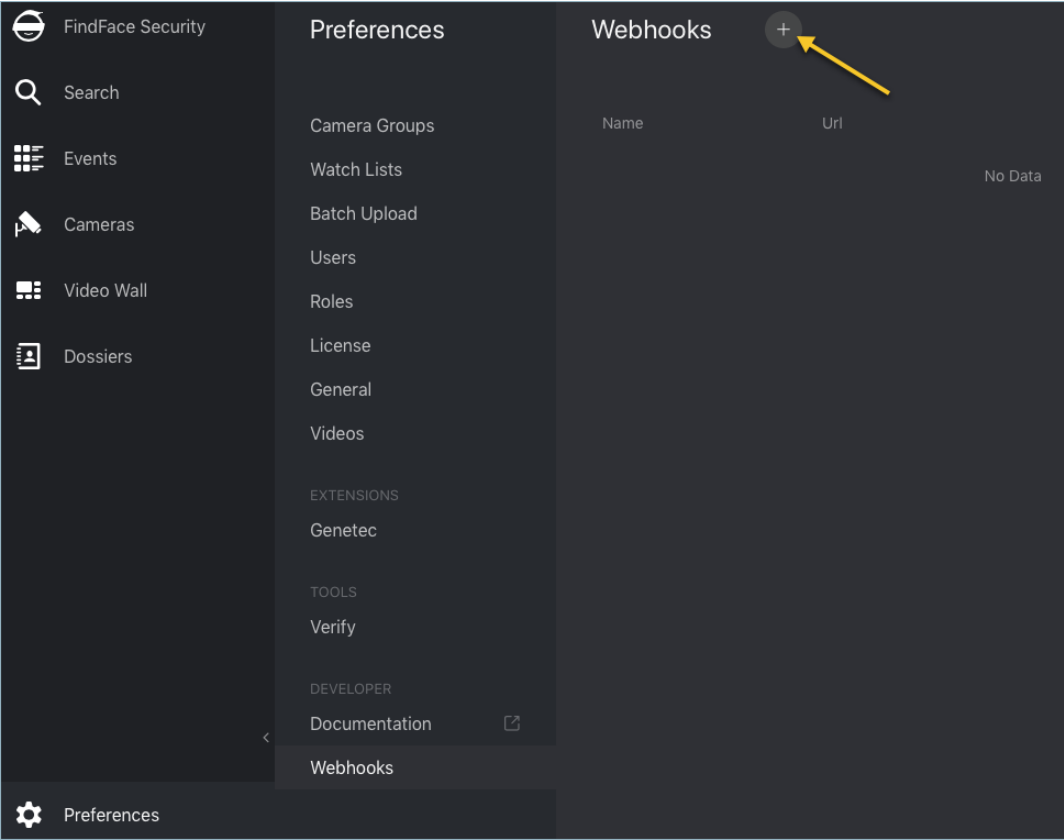 FindFace Security
Search
Events
Cameras
Video Wall
Dossiers
Preferences
Preferences
Camera Groups
Watch Lists
Batch Upload
Users
Roles
License
General
Videos
EXTENSIONS
Genetec
TOOLS
Verify
DEVELOPER
Documentation
Webhooks
Webhooks
Name Url
No Data